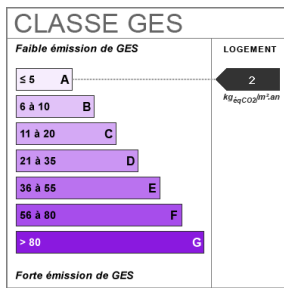 CLASSE GES
Faible émission de GES
LOGEMENT
≤ 5 A
2
kgéqCO2/m².an
6 à 10 B
11 à 20 C
21 à 35 D
36 à 55 E
56 à 80 F
> 80 G
Forte émission de GES